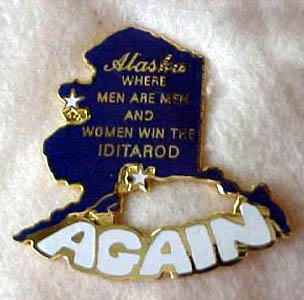 Alaska
WHERE
MEN ARE MEN
AND
WOMEN WIN THE
IDITAROD
AGAIN